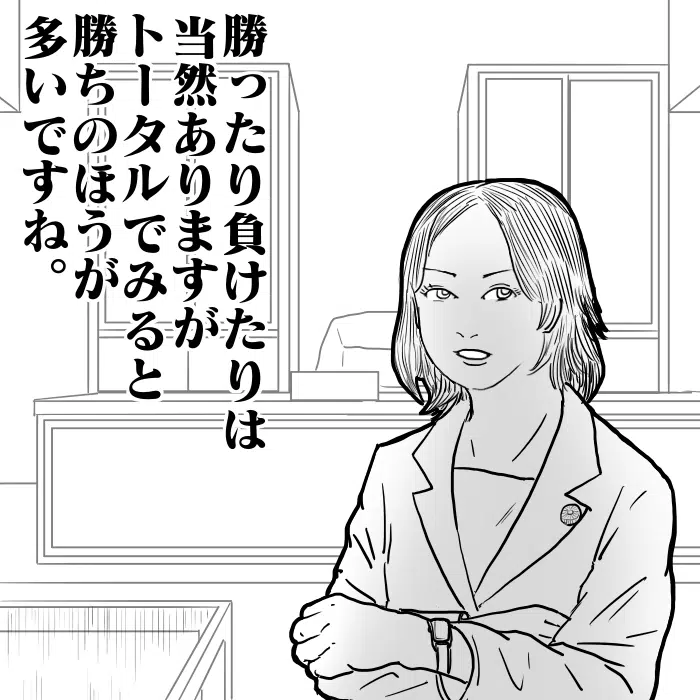 勝ったり負けたりは
当然ありますが
トータルでみると
勝ちのほうが
多いですね。